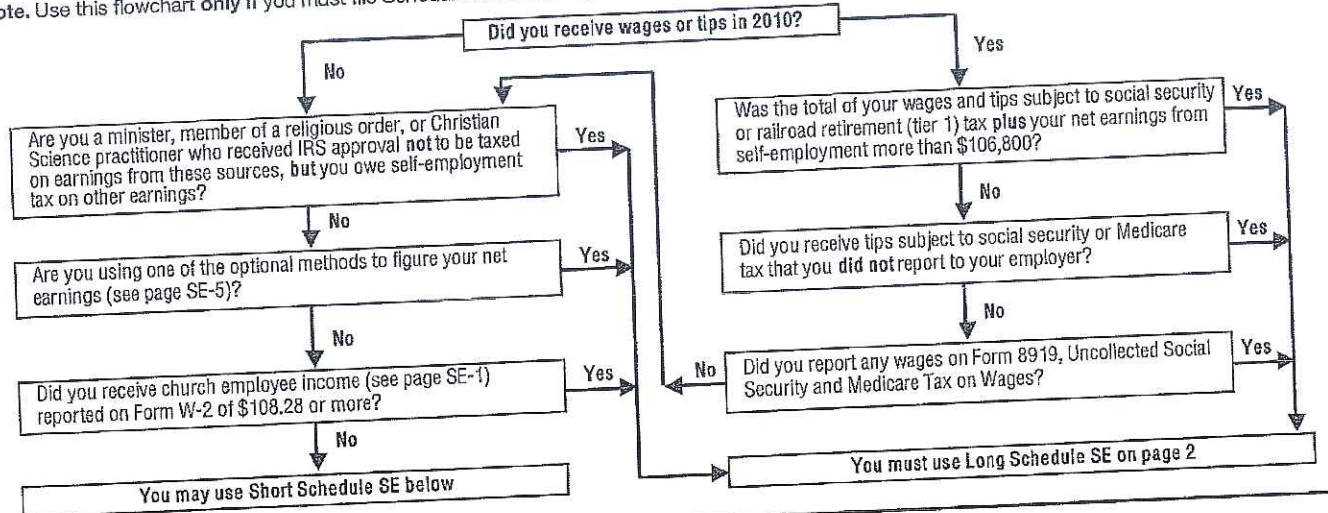 ote. Use this flowchart only if you must file Schedule
Did you receive wages or tips in 2010?
No
Yes
Are you a minister, member of a religious order, or Christian
Science practitioner who received IRS approval not to be taxed
on earnings from these sources, but you owe self-employment
tax on other earnings?
Yes
No
Are you using one of the optional methods to figure your net
earnings (see page SE-5)?
Yes
No
Did you receive church employee income (see page SE-1)
reported on Form W-2 of $108.28 or more?
Yes
No
You may use Short Schedule SE below
Was the total of your wages and tips subject to social security
or railroad retirement (tier 1) tax plus your net earnings from
self-employment more than $106,800?
Yes
No
Did you receive tips subject to social security or Medicare
tax that you did not report to your employer?
Yes
No
Did you report any wages on Form 8919, Uncollected Social
Security and Medicare Tax on Wages?
No
Yes
You must use Long Schedule SE on page 2